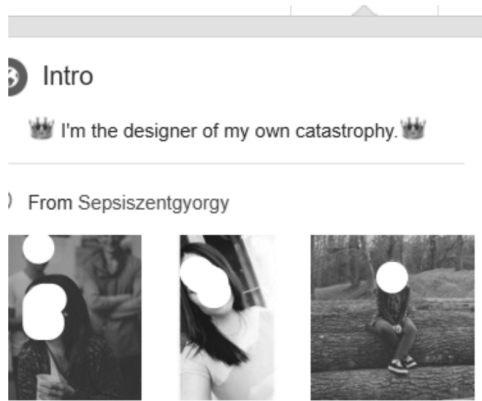 Intro
👑 I'm the designer of my own catastrophy. 👑
From Sepsiszentgyorgy